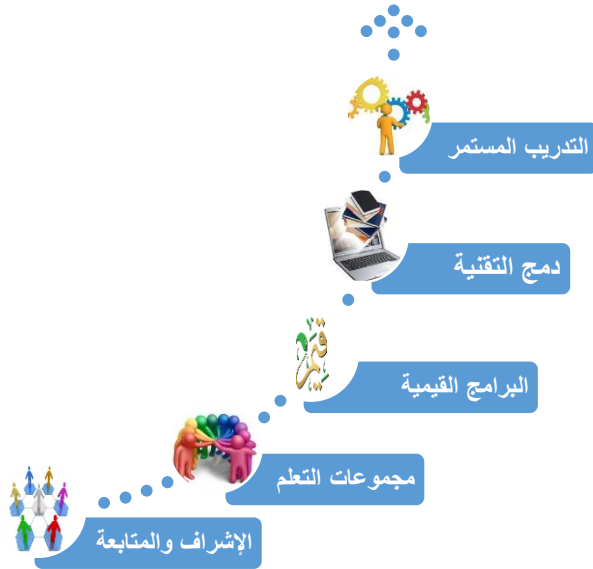 التدريب المستمر
دمج التقنية
قيم
البرامج القيمية
مجموعات التعلم
الإشراف والمتابعة